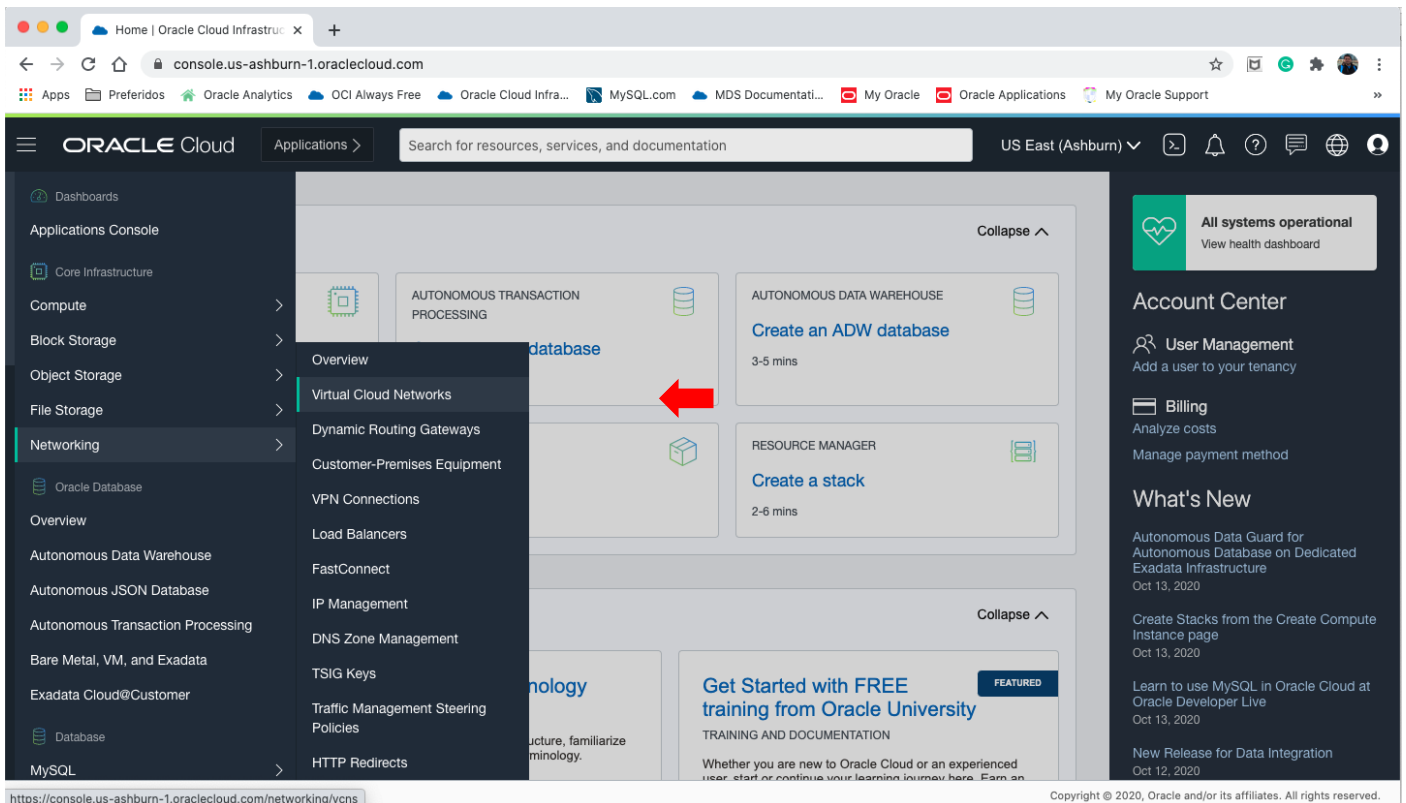 Home | Oracle Cloud Infrastruc
console.us-ashburn-1.oraclecloud.com
Apps Preferidos Oracle Analytics OCI Always Free Oracle Cloud Infra... MySQL.com MDS Documentati... My Oracle Oracle Applications My Oracle Support »
ORACLE Cloud Applications Search for resources, services, and documentation US East (Ashburn)
Dashboards
Applications Console
Core Infrastructure
Compute
Block Storage
Object Storage
File Storage
Networking
Oracle Database
Overview
Autonomous Data Warehouse
Autonomous JSON Database
Autonomous Transaction Processing
Bare Metal, VM, and Exadata
Exadata Cloud@Customer
Database
MySQL
Overview
Virtual Cloud Networks
Dynamic Routing Gateways
Customer-Premises Equipment
VPN Connections
Load Balancers
FastConnect
IP Management
DNS Zone Management
TSIG Keys
Traffic Management Steering
Policies
HTTP Redirects
Collapse
AUTONOMOUS TRANSACTION
PROCESSING
database
AUTONOMOUS DATA WAREHOUSE
Create an ADW database
3-5 mins
RESOURCE MANAGER
Create a stack
2-6 mins
Collapse
nology
ucture, familiarize
minology.
Get Started with FREE
training from Oracle University
FEATURED
TRAINING AND DOCUMENTATION
Whether you are new to Oracle Cloud or an experienced
user, start or continue your learning journey here. Earn an
All systems operational
View health dashboard
Account Center
User Management
Add a user to your tenancy
Billing
Analyze costs
Manage payment method
What's New
Autonomous Data Guard for
Autonomous Database on Dedicated
Exadata Infrastructure
Oct 13, 2020
Create Stacks from the Create Compute
Instance page
Oct 13, 2020
Learn to use MySQL in Oracle Cloud at
Oracle Developer Live
Oct 13, 2020
New Release for Data Integration
Oct 12, 2020
https://console.us-ashburn-1.oraclecloud.com/networking/vcns
Copyright © 2020, Oracle and/or its affiliates. All rights reserved.